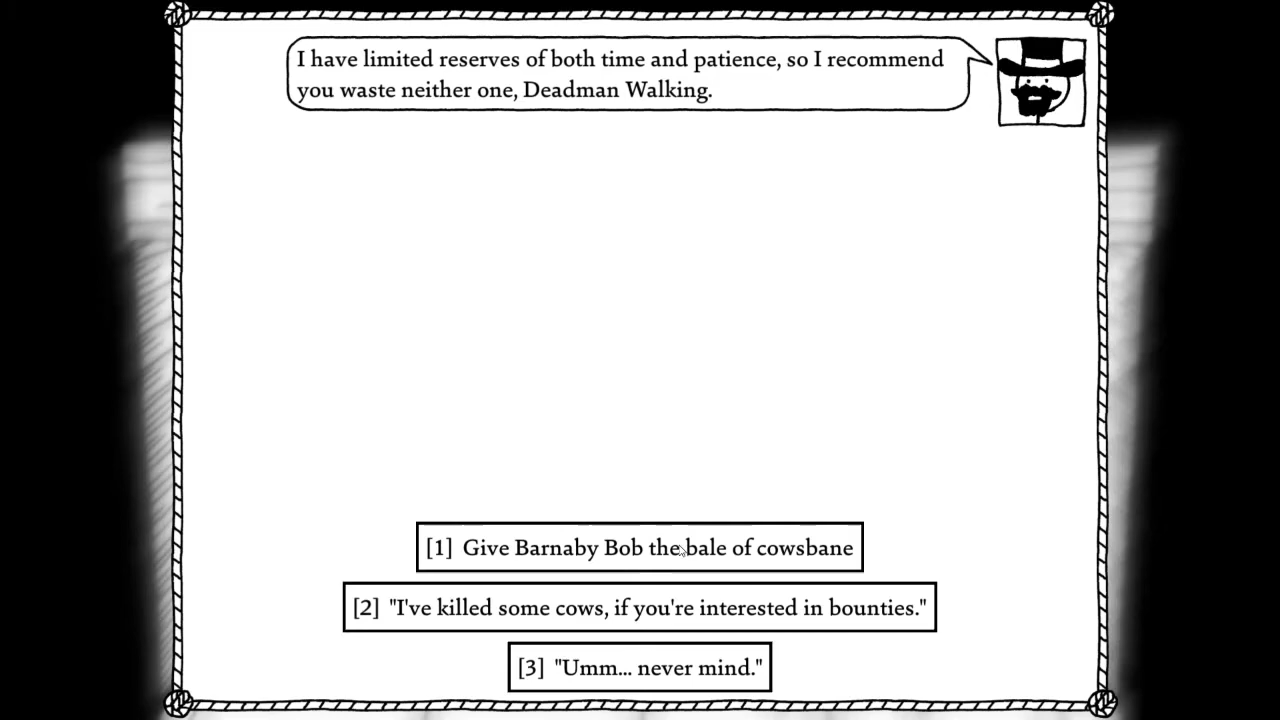 I have limited reserves of both time and patience, so I recommend
you waste neither one, Deadman Walking.
[1] Give Barnaby Bob the bale of cowsbane
[2] "I've killed some cows, if you're interested in bounties."
[3] "Umm... never mind."